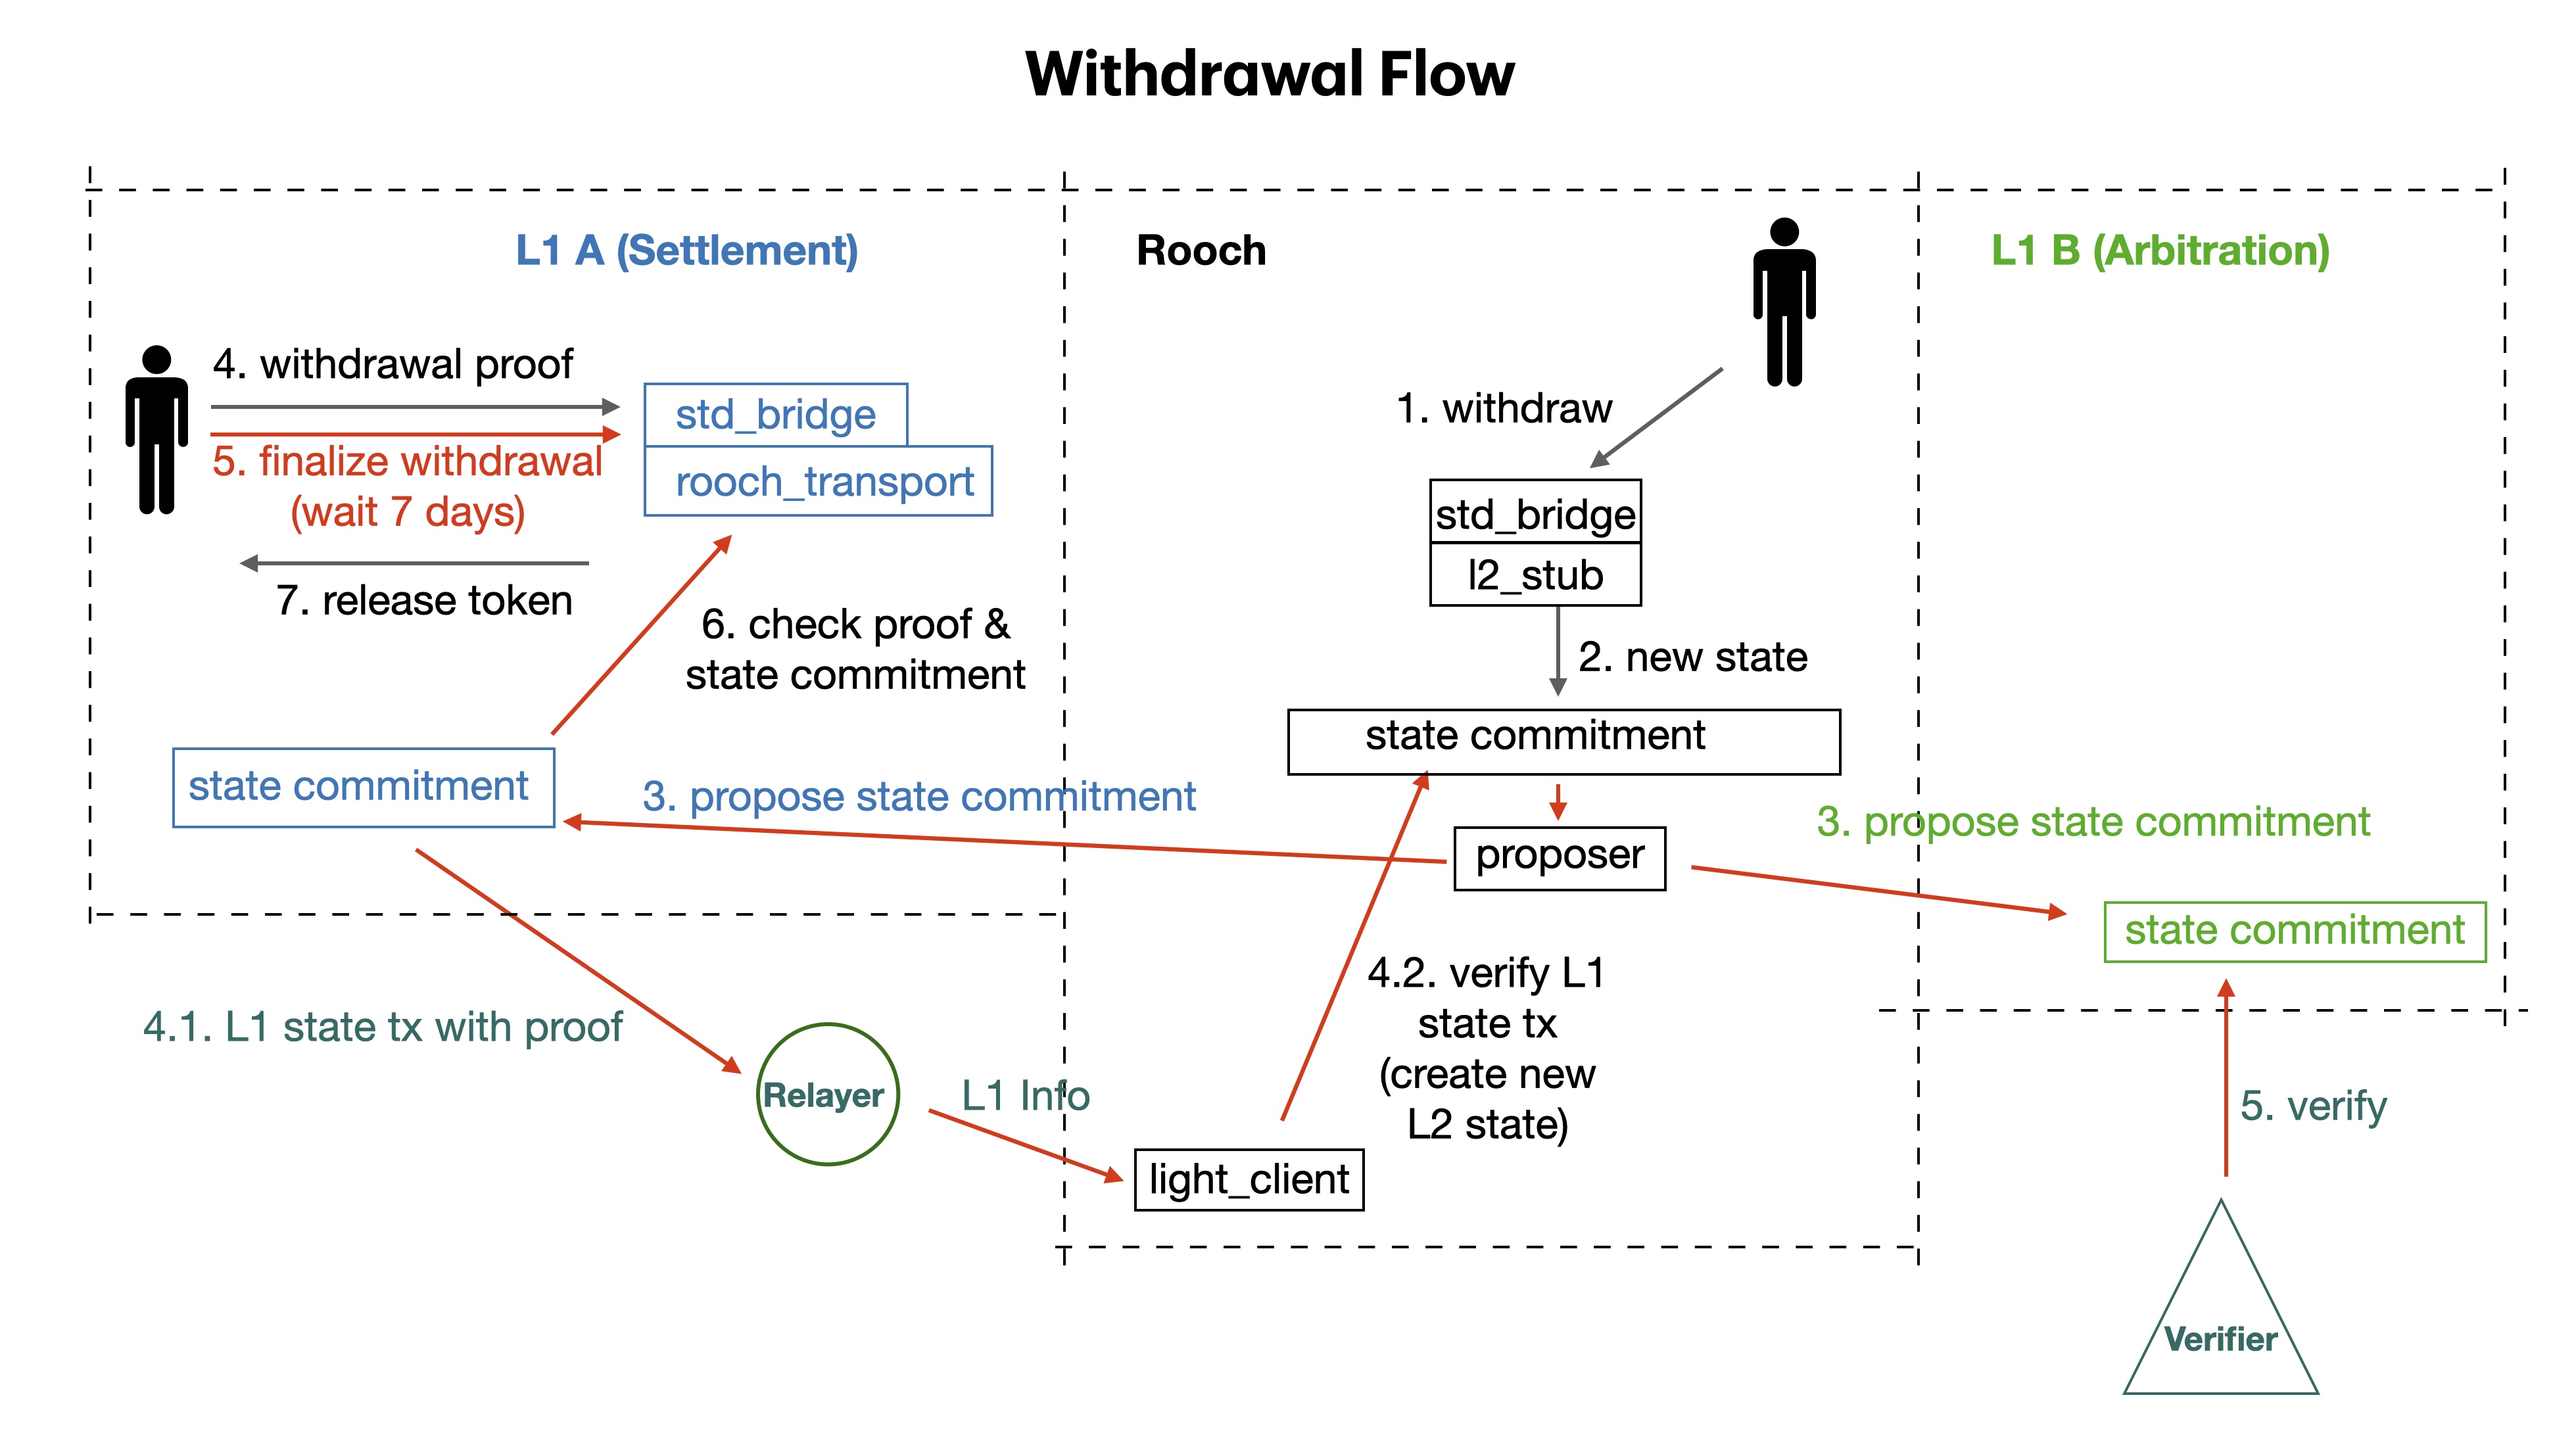 Withdrawal Flow
L1 A (Settlement)
Rooch
L1 B (Arbitration)
4. withdrawal proof
std_bridge
5. finalize withdrawal
(wait 7 days)
rooch_transport
7. release token
6. check proof &
state commitment
1. withdraw
std_bridge
l2_stub
2. new state
state commitment
state commitment
3. propose state commitment
proposer
3. propose state commitment
state commitment
4.1. L1 state tx with proof
Relayer
L1 Info
4.2. verify L1
state tx
(create new
L2 state)
light_client
5. verify
Verifier